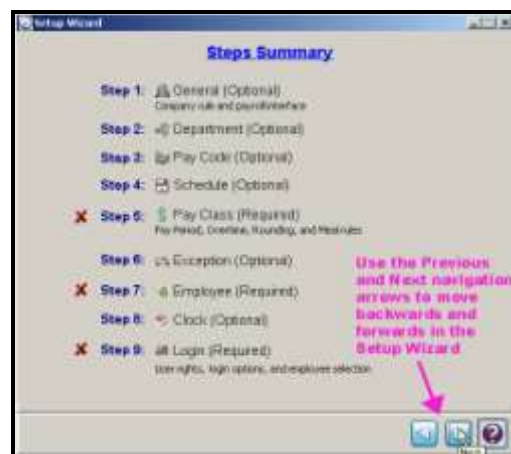 Setup Wizard
Steps Summary
Step 1: General (Optional)
Company rule and payroll interface
Step 2: Department (Optional)
Step 3: Pay Code (Optional)
Step 4: Schedule (Optional)
Step 5: Pay Class (Required)
Pay Period, Overtime, Rounding, and Meal rules
Step 6: Exception (Optional)
Step 7: Employee (Required)
Step 8: Clock (Optional)
Step 9: Login (Required)
User rights, login options, and employee selection
Use the Previous
and Next navigation
arrows to move
backwards and
forwards in the
Setup Wizard
Next